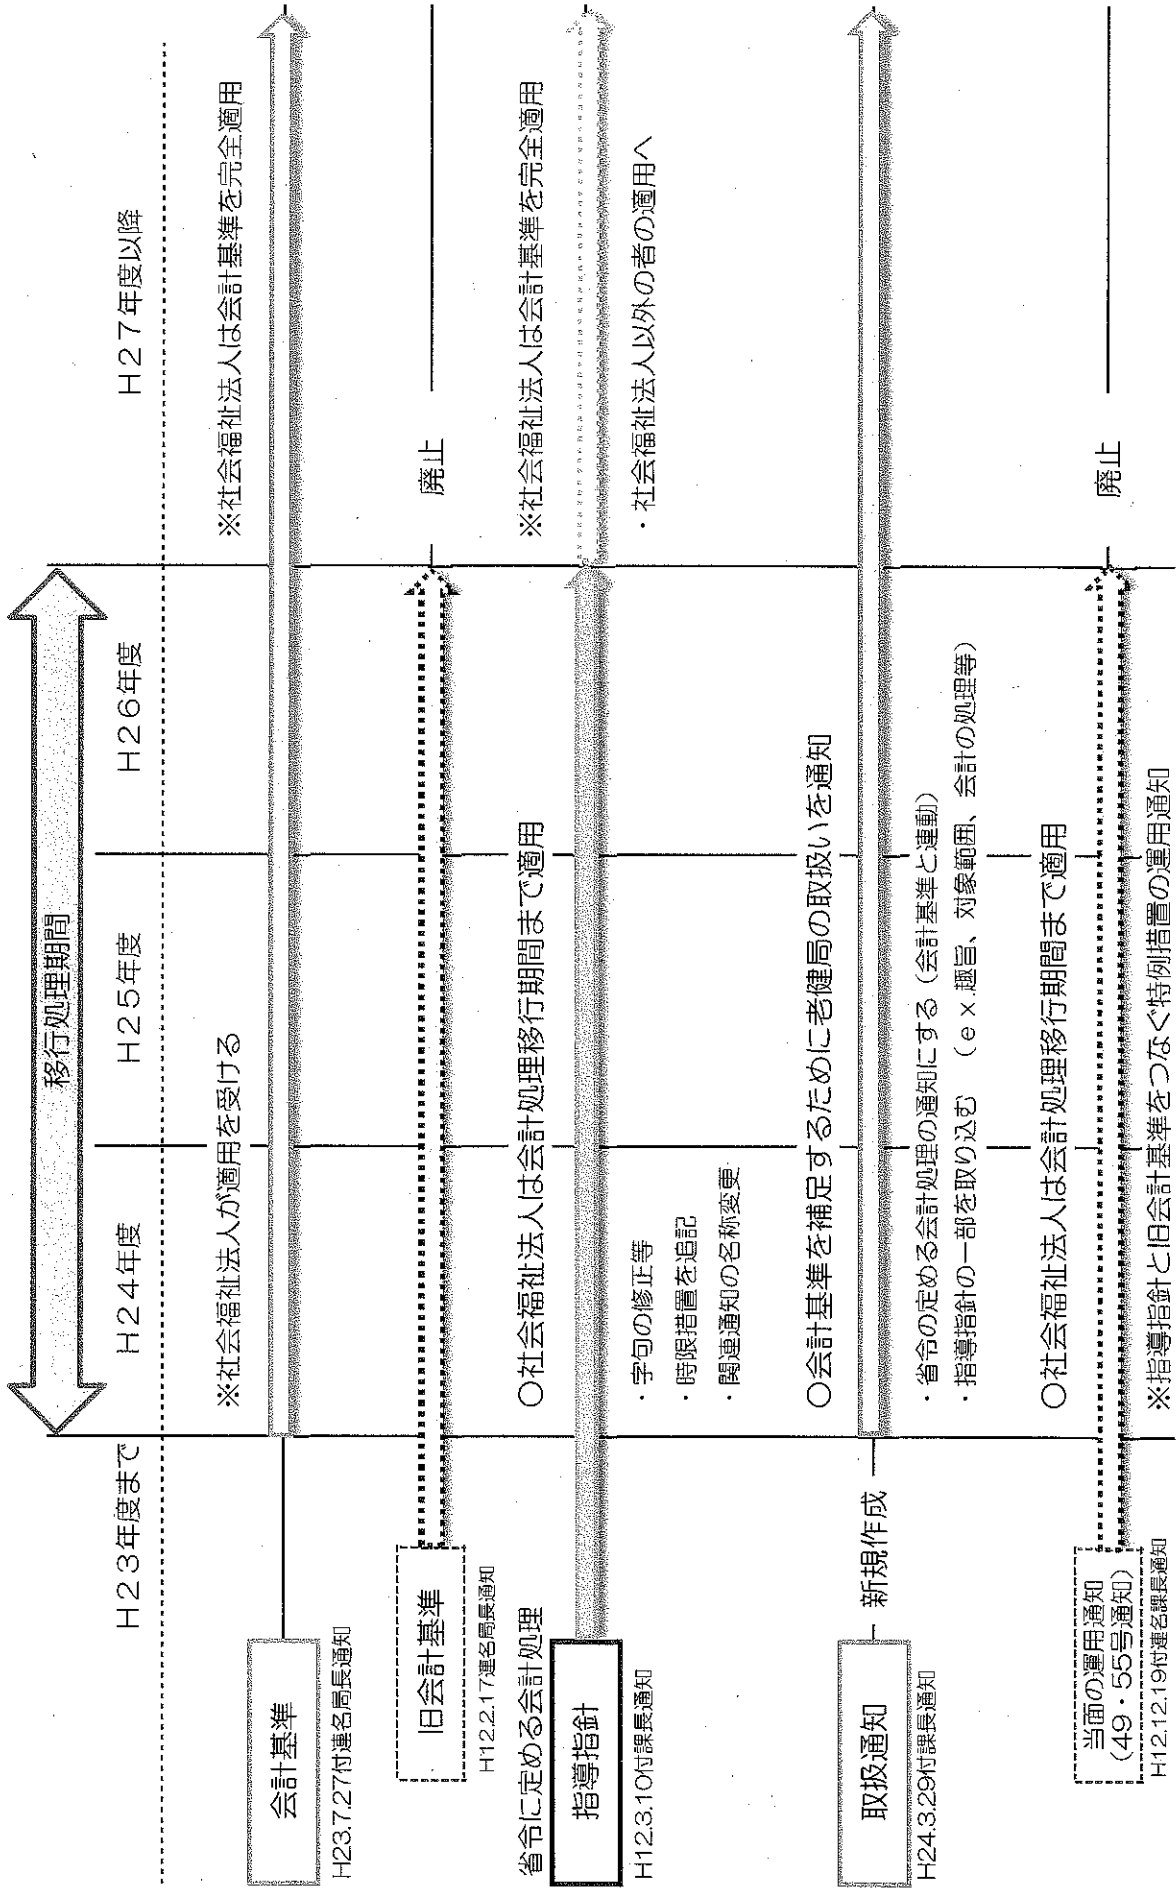 移行処理期間
H23年度まで
H24年度
H25年度
H26年度
H27年度以降
※社会福祉法人が適用を受ける
※社会福祉法人は会計基準を完全適用
会計基準
H23.7.27付連名局長通知
旧会計基準
廃止
H12.2.17連名局長通知
省令に定める会計処理
○社会福祉法人は会計処理移行期間まで適用
※社会福祉法人は会計基準を完全適用
指導指針
H12.3.10付課長通知
・字句の修正等
・時限措置を追記
・関連通知の名称変更
・社会福祉法人以外の者の適用へ
○会計基準を補足するために老健局の取扱いを通知
取扱通知
新規作成
H24.3.29付課長通知
・省令の定める会計処理の通知にする(会計基準と連動)
・指導指針の一部を取り込む (ex.趣旨、対象範囲、会計の処理等)
○社会福祉法人は会計処理移行期間まで適用
当面の運用通知
(49・55号通知)
廃止
H12.12.19付連名課長通知
※指導指針と旧会計基準をつなぐ特例措置の運用通知